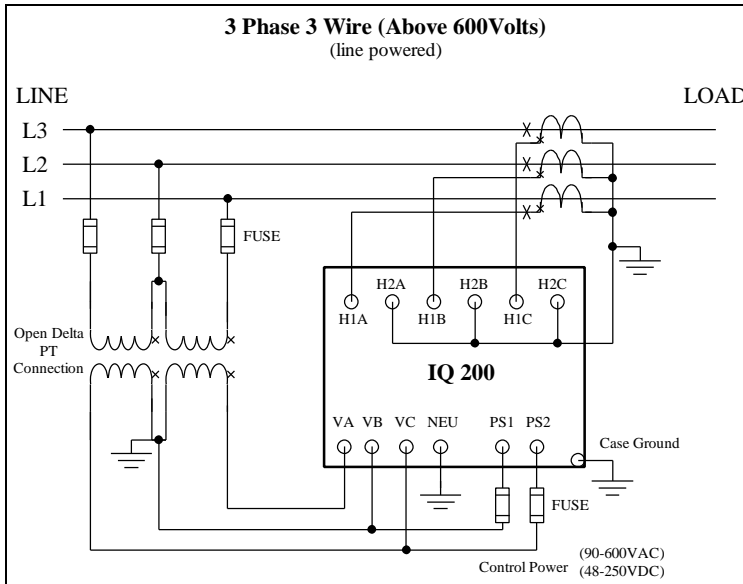 3 Phase 3 Wire (Above 600Volts)
(line powered)
LINE
LOAD
L3
L2
L1
FUSE
H2A
H2B
H2C
H1A
H1B
H1C
Open Delta
PT
Connection
IQ 200
VA
VB
VC
NEU
PS1
PS2
Case Ground
FUSE
Control Power
(90-600VAC)
(48-250VDC)